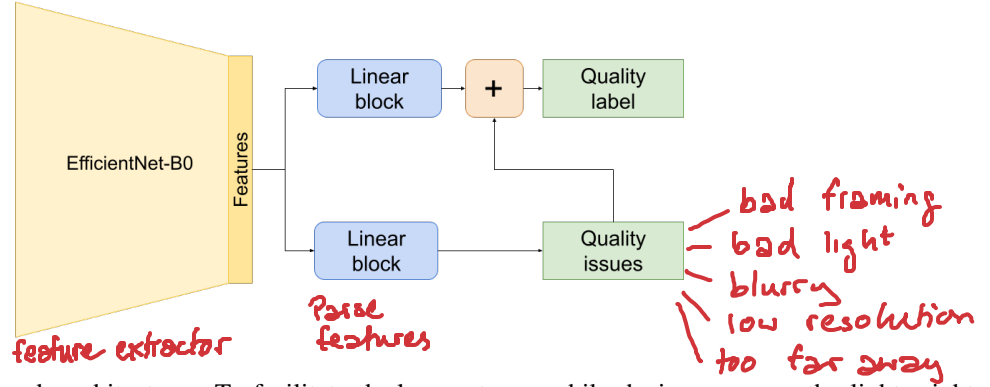 EfficientNet-B0
Features
Linear
block
+
Quality
label
Linear
block
Quality
issues
bad framing
bad light
blurry
low resolution
too far away
Parse
features
feature extractor